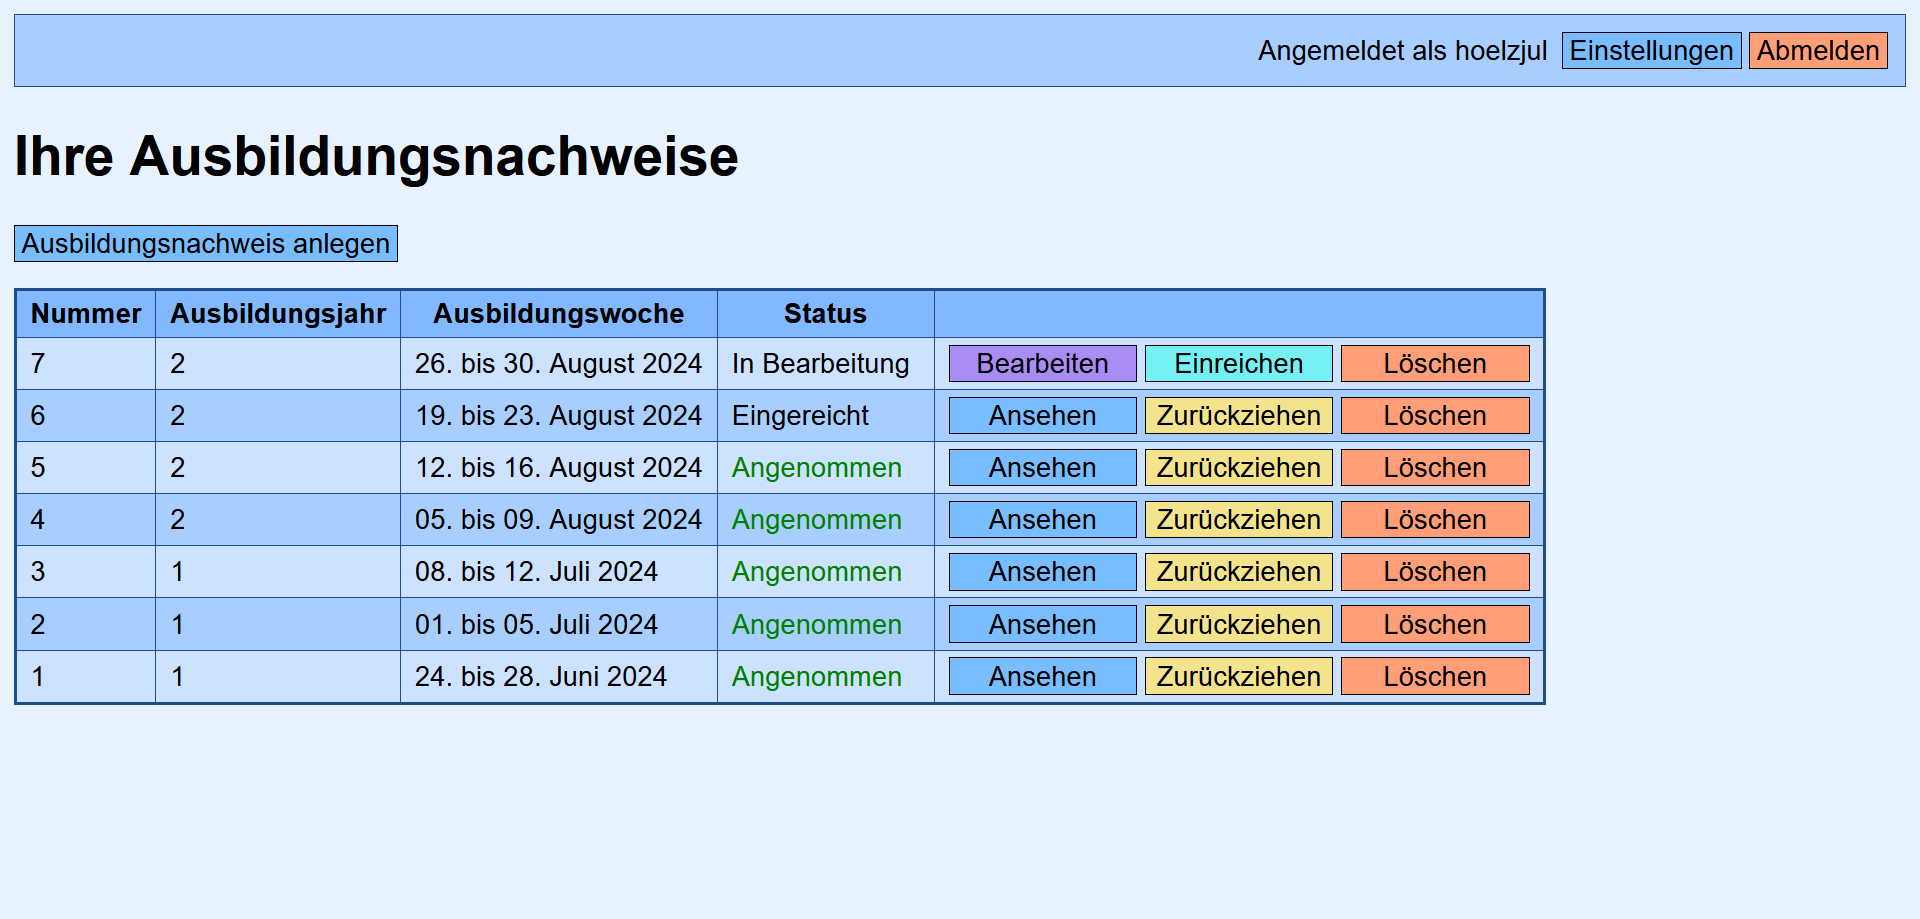 Angemeldet als hoelzjul Einstellungen Abmelden
Ihre Ausbildungsnachweise
Ausbildungsnachweis anlegen
Nummer Ausbildungsjahr Ausbildungswoche Status
7 2 26. bis 30. August 2024 In Bearbeitung Bearbeiten Einreichen Löschen
6 2 19. bis 23. August 2024 Eingereicht Ansehen Zurückziehen Löschen
5 2 12. bis 16. August 2024 Angenommen Ansehen Zurückziehen Löschen
4 2 05. bis 09. August 2024 Angenommen Ansehen Zurückziehen Löschen
3 1 08. bis 12. Juli 2024 Angenommen Ansehen Zurückziehen Löschen
2 1 01. bis 05. Juli 2024 Angenommen Ansehen Zurückziehen Löschen
1 1 24. bis 28. Juni 2024 Angenommen Ansehen Zurückziehen Löschen